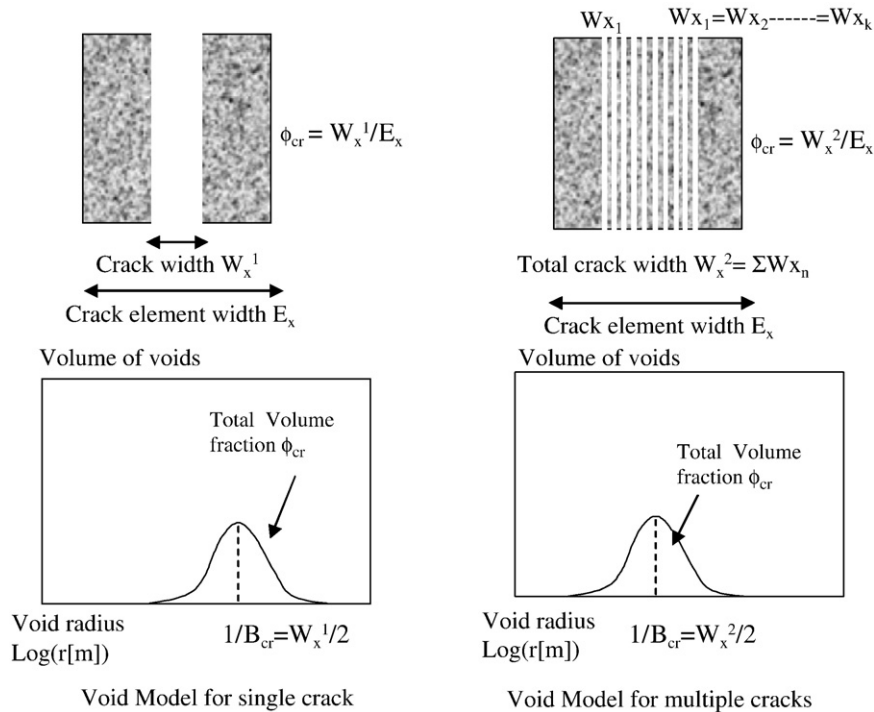 ϕcr = Wx¹/Ex
Crack width Wx¹
Crack element width Ex
Volume of voids
Total Volume
fraction ϕcr
Void radius
Log(r[m])
1/Bcr=Wx¹/2
Void Model for single crack
Wx1
Wx1=Wx2------=Wxk
ϕcr = Wx²/Ex
Total crack width Wx²= ΣWxn
Crack element width Ex
Volume of voids
Total Volume
fraction ϕcr
Void radius
Log(r[m])
1/Bcr=Wx²/2
Void Model for multiple cracks